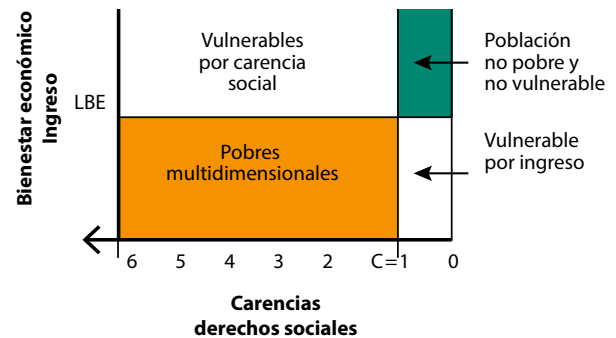 Bienestar económico
Ingreso
LBE
Vulnerables
por carencia
social
Población
no pobre y
no vulnerable
Pobres
multidimensionales
Vulnerable
por ingreso
6 5 4 3 2 C=1 0
Carencias
derechos sociales